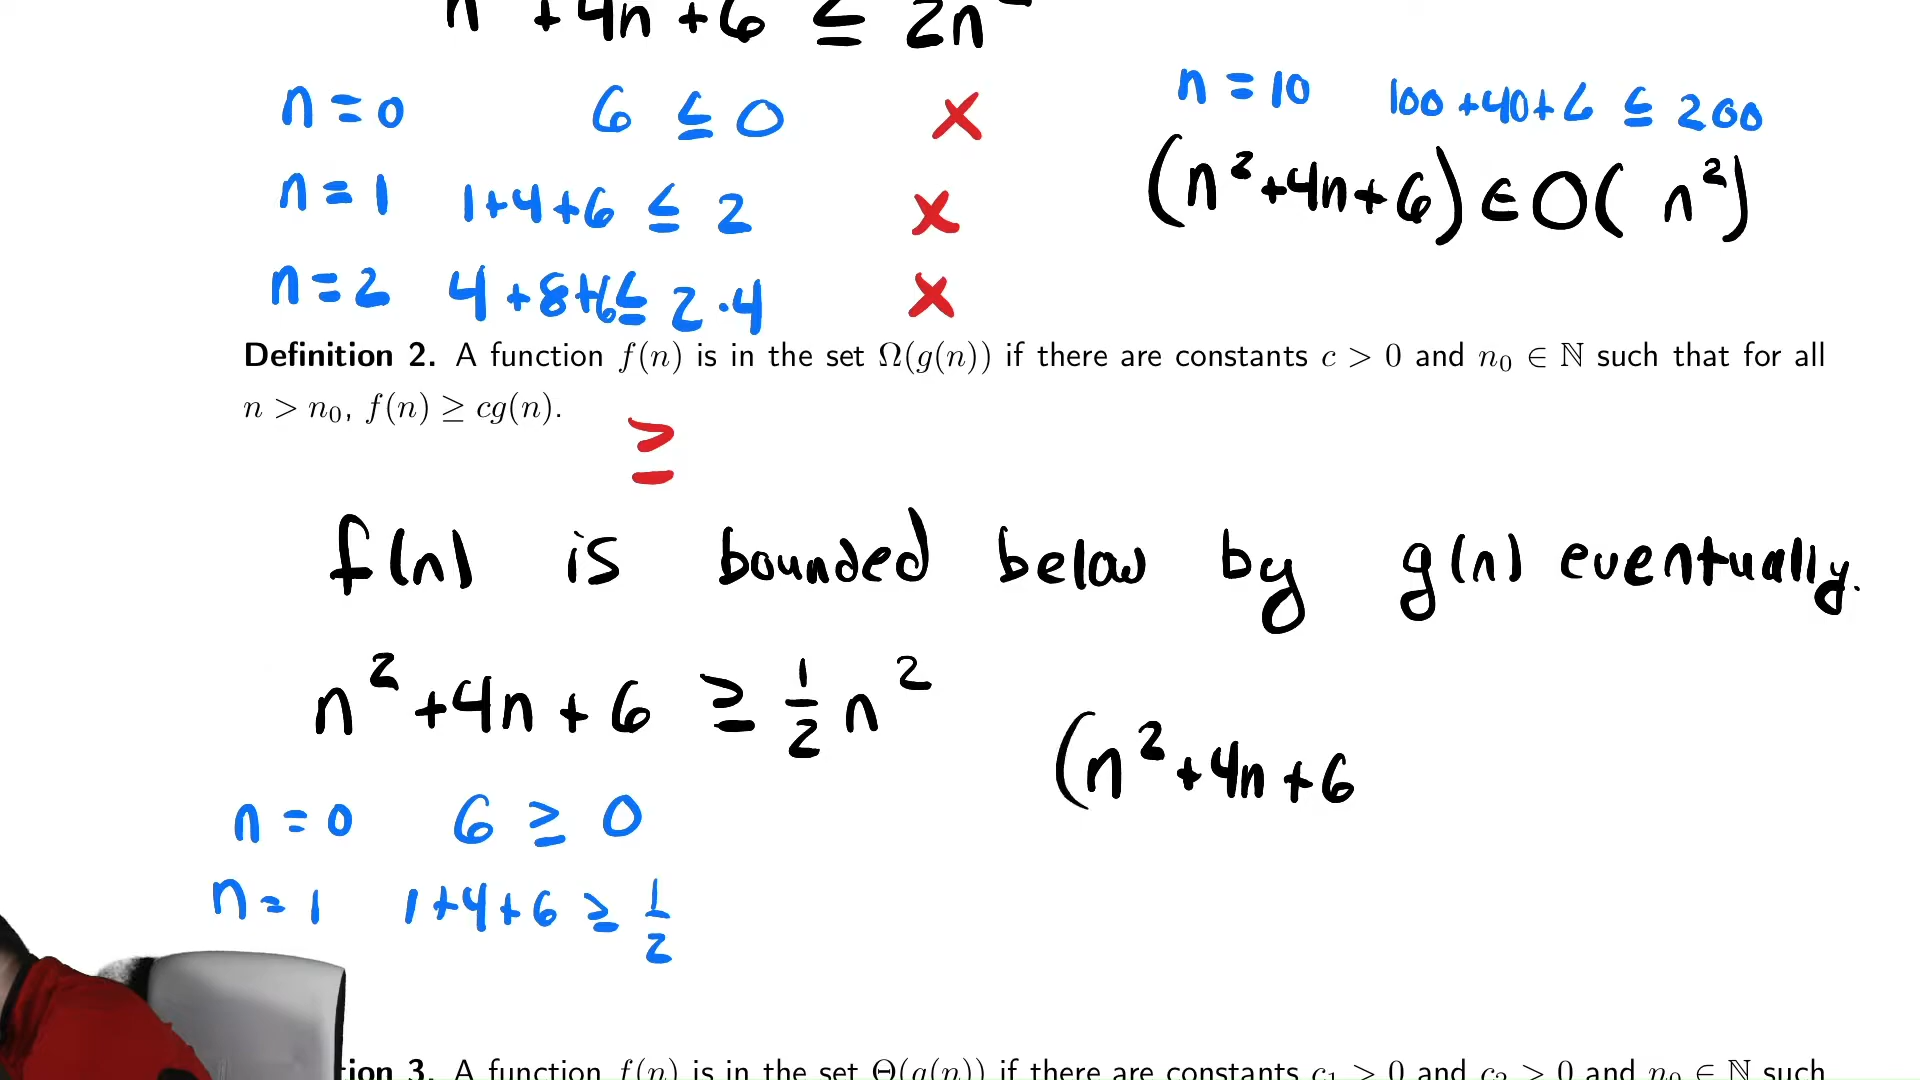 n² + 4n + 6 ≤ 2n²
n = 0 6 ≤ 0 ×
n = 10 100 + 40 + 6 ≤ 200
n = 1 1 + 4 + 6 ≤ 2 ×
(n² + 4n + 6) ∈ O( n²)
n = 2 4 + 8 + 6 ≤ 2 · 4 ×
Definition 2. A function f(n) is in the set Ω(g(n)) if there are constants c > 0 and n₀ ∈ ℕ such that for all
n > n₀, f(n) ≥ cg(n).
≥
f(n) is bounded below by g(n) eventually.
n² + 4n + 6 ≥ 1/2 n²
(n² + 4n + 6
n = 0 6 ≥ 0
n = 1 1 + 4 + 6 ≥ 1/2
tion 3. A function f(n) is in the set Θ(g(n)) if there are constants c₁ > 0 and c₂ > 0 and n₀ ∈ ℕ such